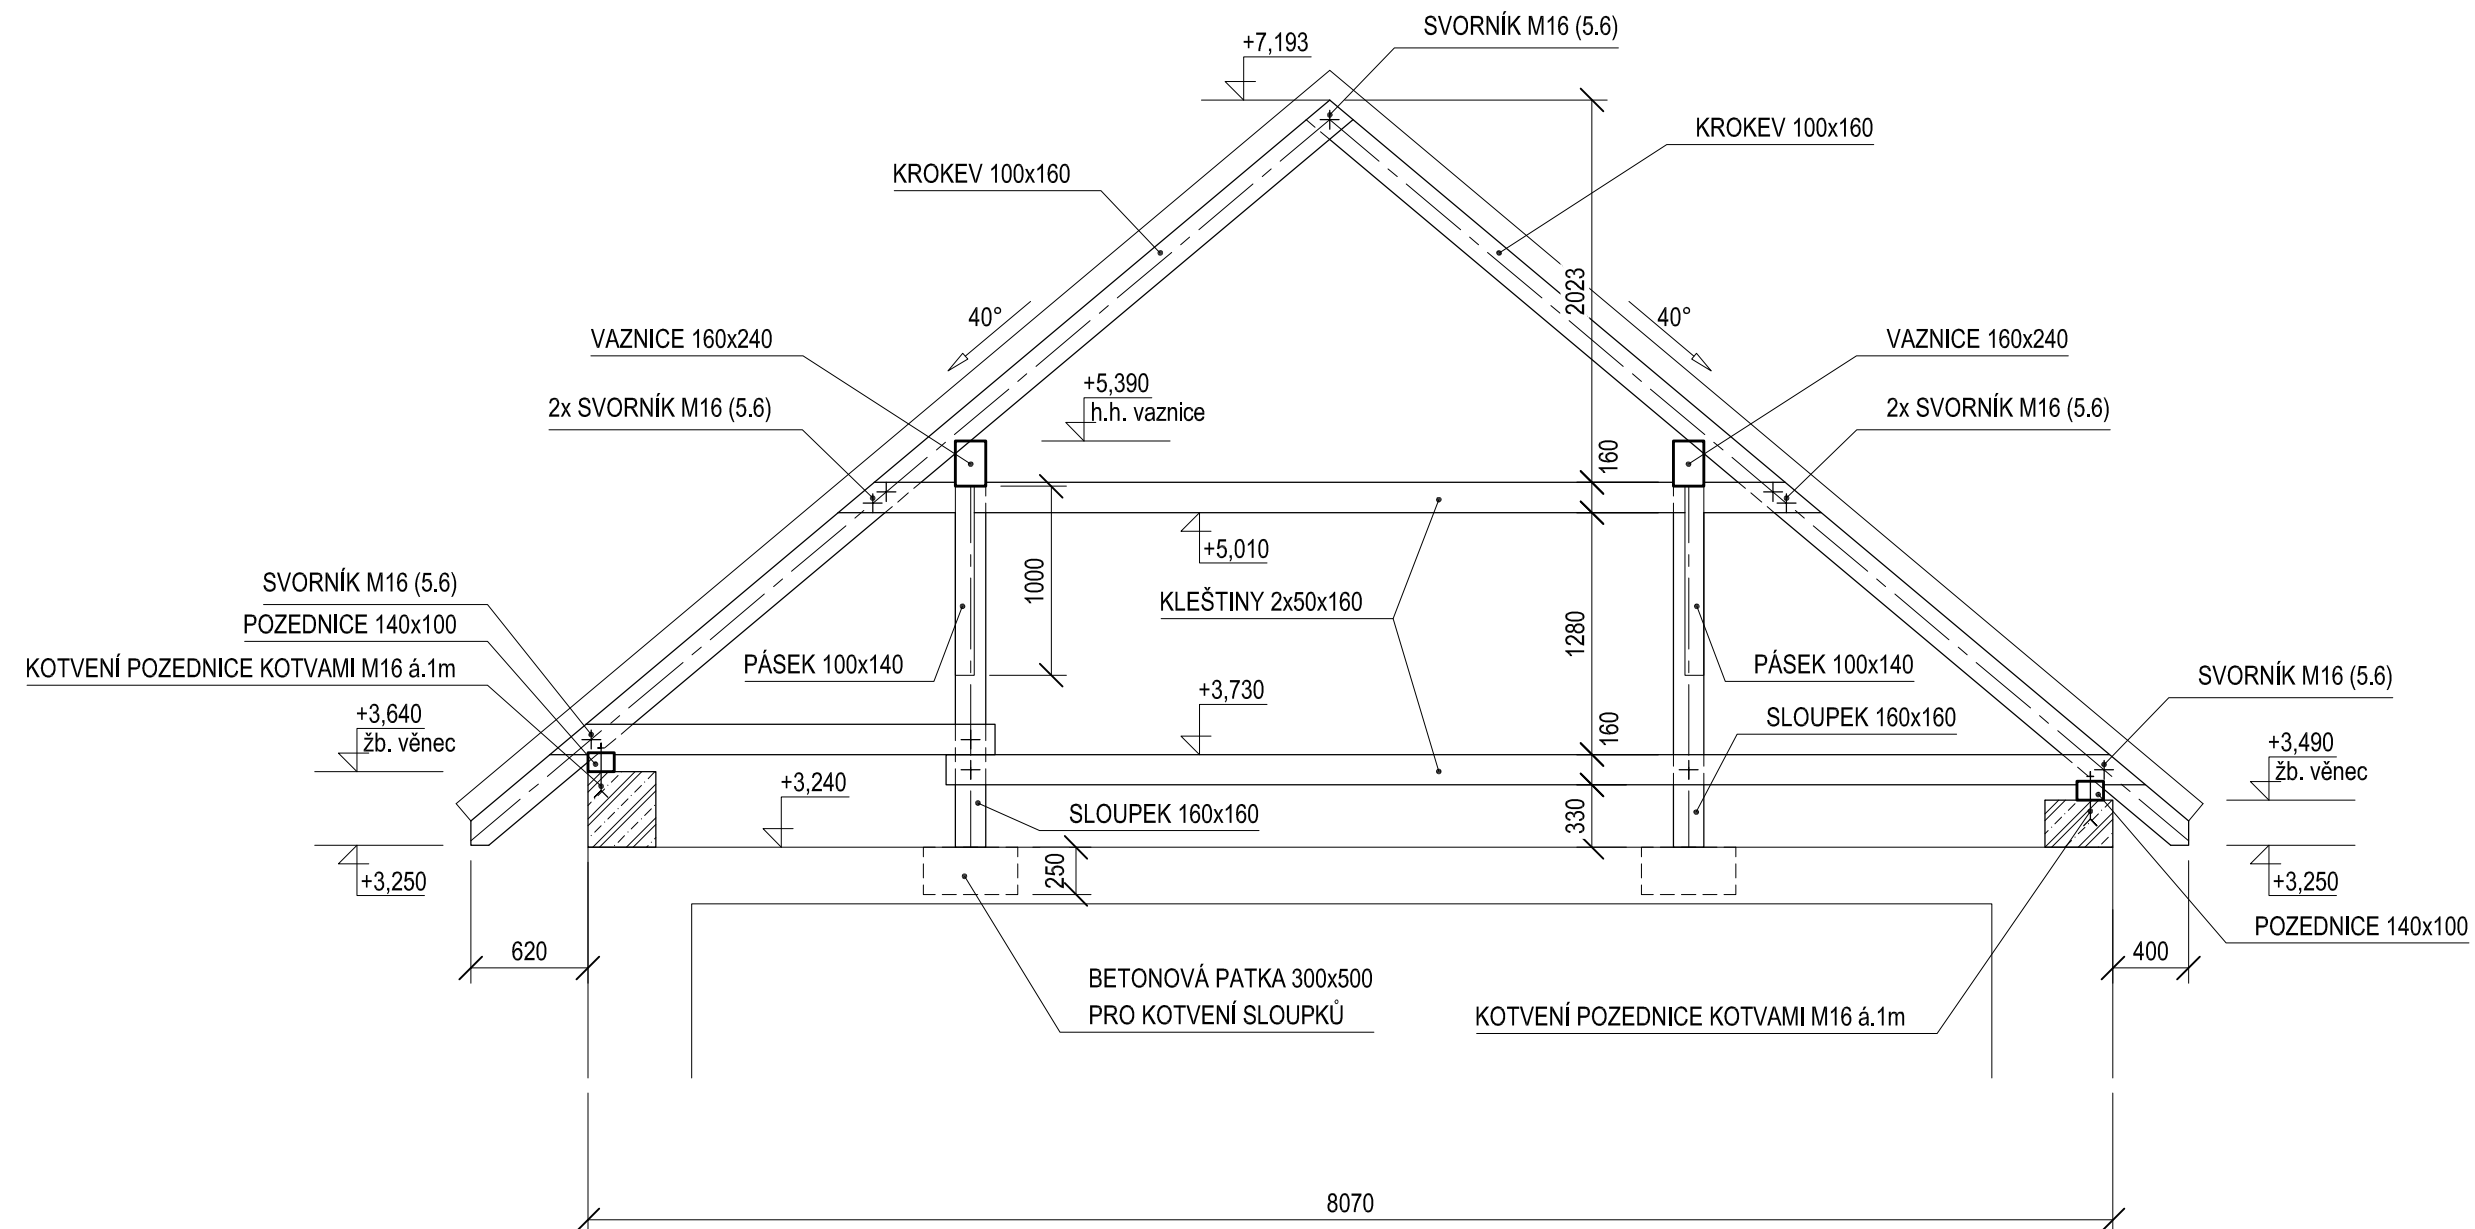 SVORNÍK M16 (5.6)
+7,193
KROKEV 100x160
KROKEV 100x160
2023
40°
40°
VAZNICE 160x240
VAZNICE 160x240
+5,390
h.h. vaznice
2x SVORNÍK M16 (5.6)
2x SVORNÍK M16 (5.6)
160
+5,010
1000
SVORNÍK M16 (5.6)
POZEDNICE 140x100
KOTVENÍ POZEDNICE KOTVAMI M16 á.1m
KLEŠTINY 2x50x160
1280
PÁSEK 100x140
PÁSEK 100x140
SVORNÍK M16 (5.6)
+3,730
+3,640
žb. věnec
SLOUPEK 160x160
160
+3,490
žb. věnec
+3,240
SLOUPEK 160x160
330
250
+3,250
+3,250
POZEDNICE 140x100
620
400
BETONOVÁ PATKA 300x500
PRO KOTVENÍ SLOUPKŮ
KOTVENÍ POZEDNICE KOTVAMI M16 á.1m
8070